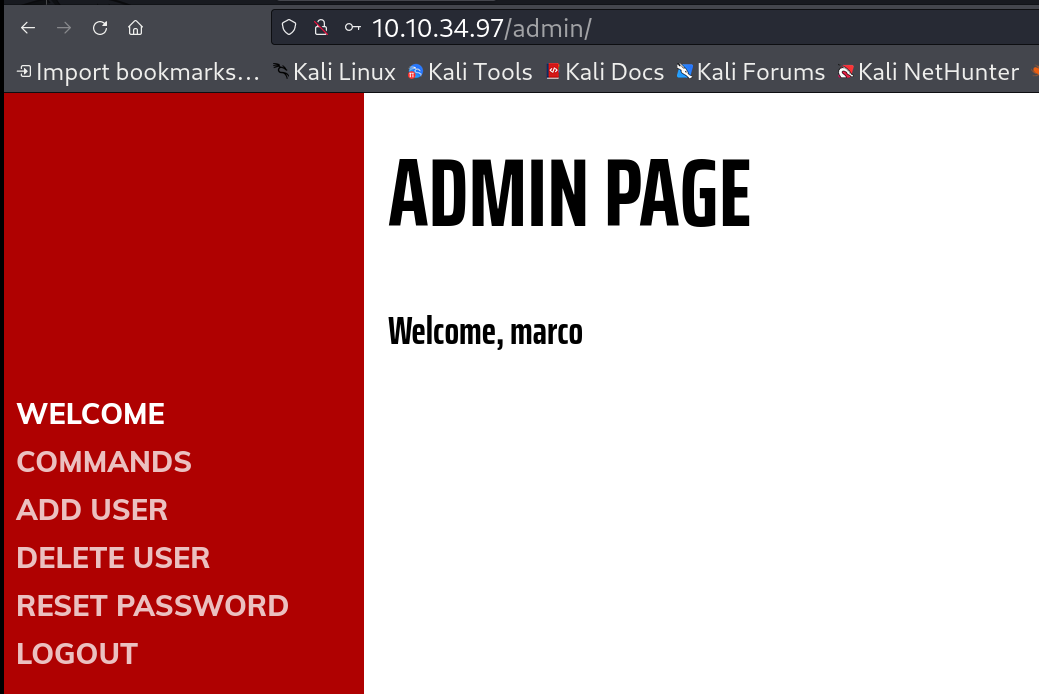 10.10.34.97/admin/
Import bookmarks... Kali Linux Kali Tools Kali Docs Kali Forums Kali NetHunter
ADMIN PAGE
Welcome, marco
WELCOME
COMMANDS
ADD USER
DELETE USER
RESET PASSWORD
LOGOUT